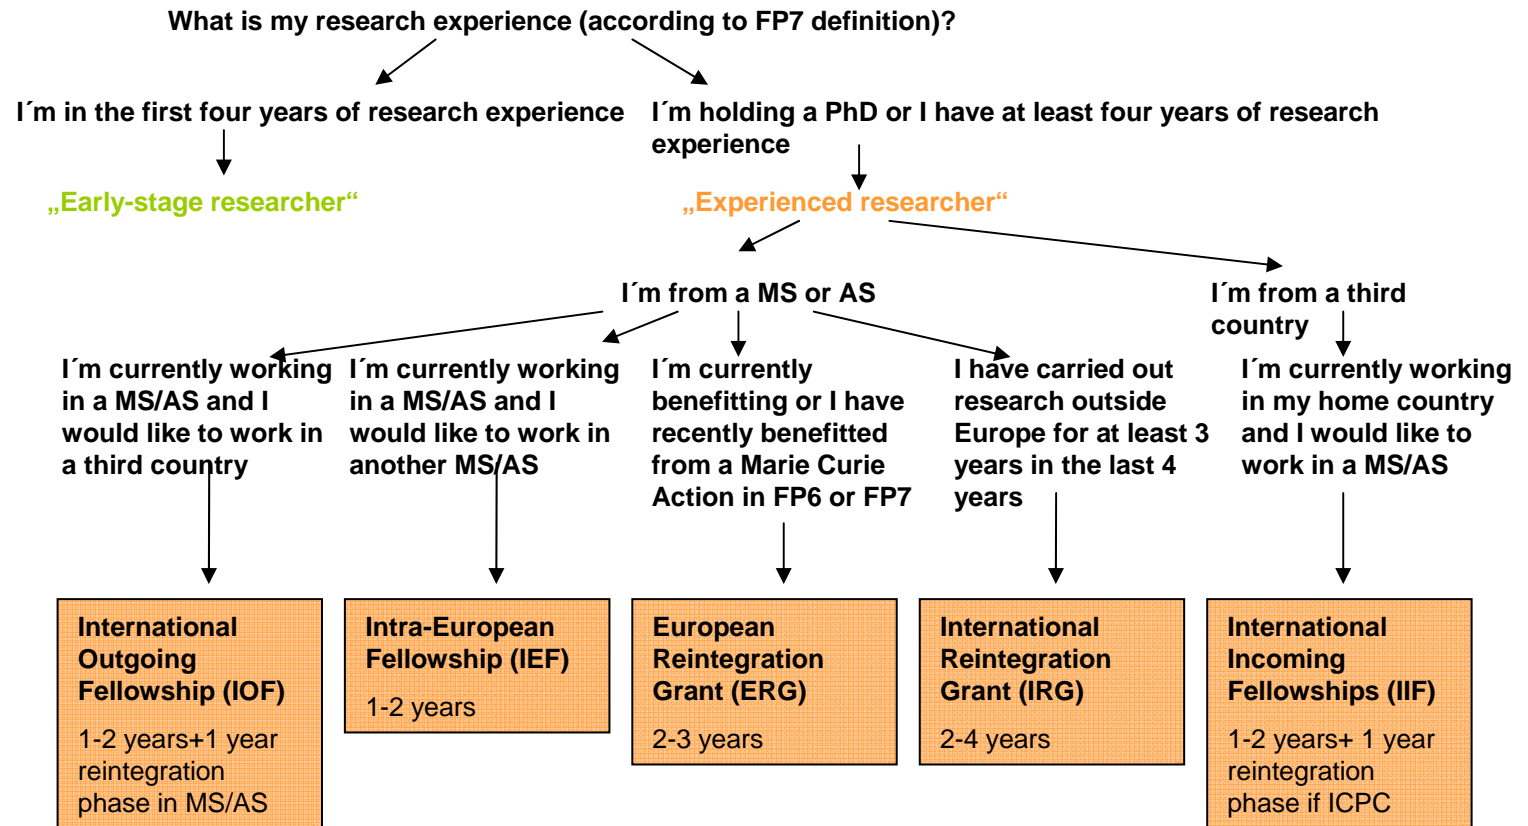 What is my research experience (according to FP7 definition)?
I´m in the first four years of research experience
I´m holding a PhD or I have at least four years of research
experience
„Early-stage researcher“
„Experienced researcher“
I´m from a MS or AS
I´m from a third
country
I´m currently working
in a MS/AS and I
would like to work in
a third country
I´m currently working
in a MS/AS and I
would like to work in
another MS/AS
I´m currently
benefitting or I have
recently benefitted
from a Marie Curie
Action in FP6 or FP7
I have carried out
research outside
Europe for at least 3
years in the last 4
years
I´m currently working
in my home country
and I would like to
work in a MS/AS
International
Outgoing
Fellowship (IOF)
1-2 years+1 year
reintegration
phase in MS/AS
Intra-European
Fellowship (IEF)
1-2 years
European
Reintegration
Grant (ERG)
2-3 years
International
Reintegration
Grant (IRG)
2-4 years
International
Incoming
Fellowships (IIF)
1-2 years+ 1 year
reintegration
phase if ICPC